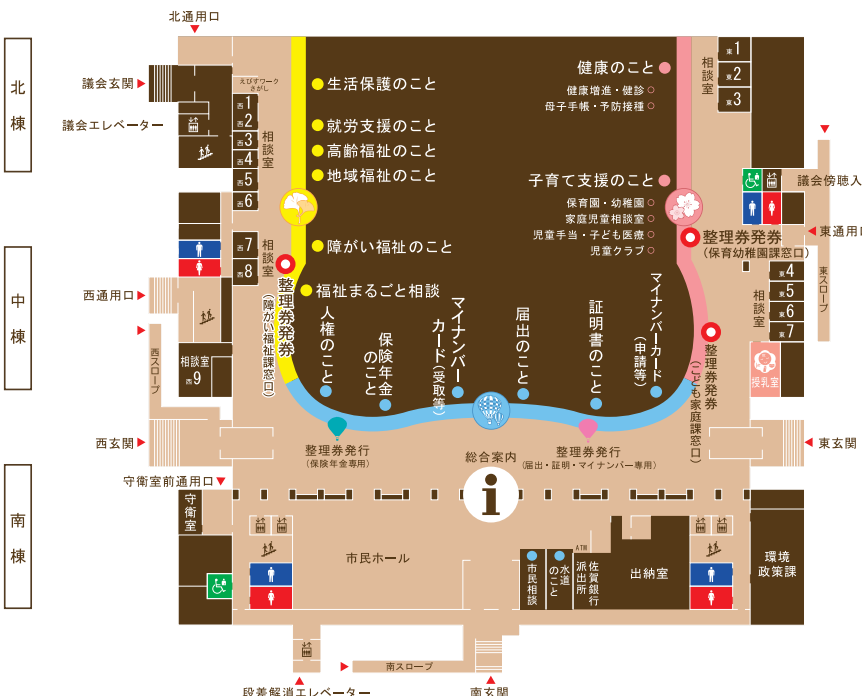 北通用口
北棟
議会玄関
議会エレベーター
えびすワーク
さがし
西1
西2
西3
西4
西5
西6
相談室
生活保護のこと
就労支援のこと
高齢福祉のこと
地域福祉のこと
障がい福祉のこと
福祉まるごと相談
健康のこと
健康増進・健診
母子手帳・予防接種
子育て支援のこと
保育園・幼稚園
家庭児童相談室
児童手当・子ども医療
児童クラブ
相談室
東1
東2
東3
議会傍聴入
東通用口
整理券発券
(保育幼稚園課窓口)
東スロープ
中棟
西7
西8
相談室
西通用口
西スロープ
相談室
西9
整理券発券
(障がい福祉課窓口)
人権のこと
保険年金
のこと
マイナンバー
カード(受取等)
届出のこと
証明書のこと
マイナンバーカード
(申請等)
整理券発券
(こども家庭課窓口)
相談室
東4
東5
東6
東7
授乳室
西玄関
整理券発行
(保険年金専用)
総合案内
整理券発行
(届出・証明・マイナンバー専用)
東玄関
南棟
守衛室前通用口
守衛室
市民ホール
市民相談
水道
のこと
ATM
佐賀銀行
派出所
出納室
環境
政策課
段差解消エレベーター
南スロープ
南玄関